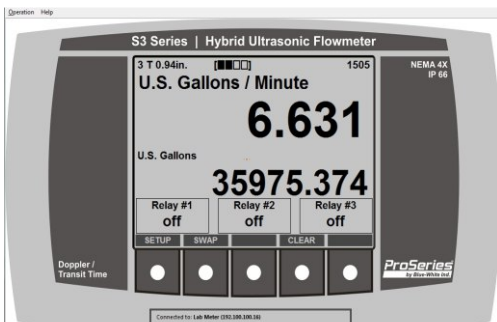 Operation Help
S3 Series | Hybrid Ultrasonic Flowmeter
3 T 0.94in. 1505
NEMA 4X
IP 66
U.S. Gallons / Minute
6.631
U.S. Gallons
35975.374
Relay #1 Relay #2 Relay #3
off off off
SETUP SWAP CLEAR
Doppler /
Transit Time
ProSeries
by Blue-White Ind.
Connected to: Lab Meter (192.100.100.16)